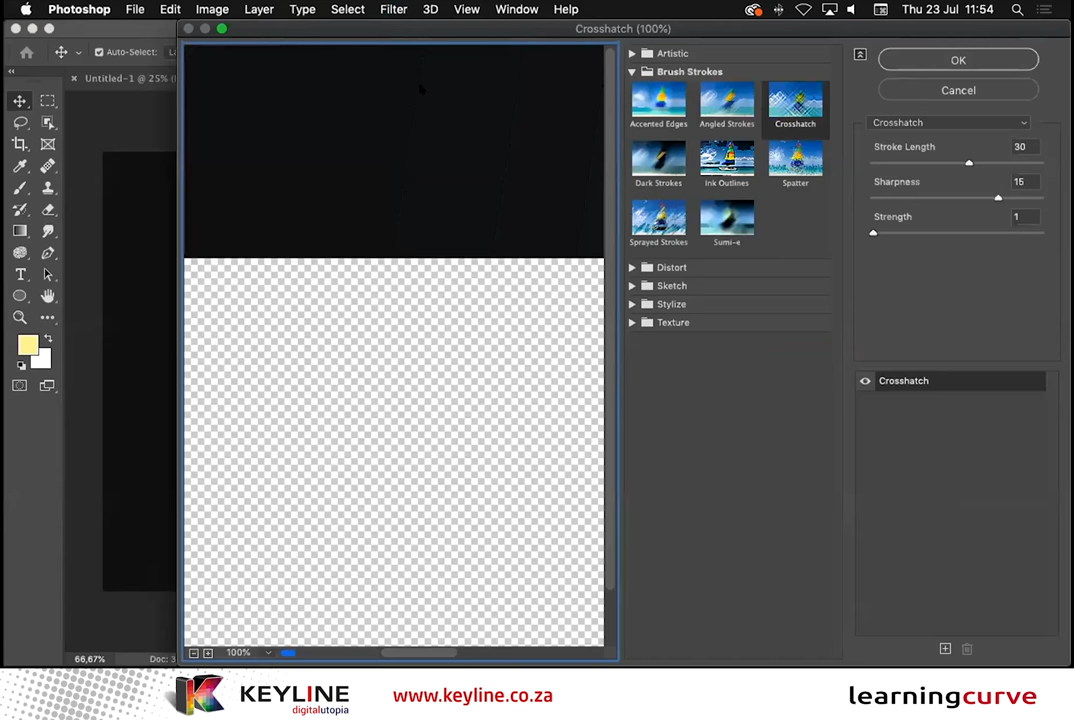 Photoshop File Edit Image Layer Type Select Filter 3D View Window Help Thu 23 Jul 11:54
Crosshatch (100%)
Auto-Select:
Untitled-1 @ 25%
Artistic
Brush Strokes
Accented Edges Angled Strokes Crosshatch
Dark Strokes Ink Outlines Spatter
Sprayed Strokes Sumi-e
Distort
Sketch
Stylize
Texture
OK
Cancel
Crosshatch
Stroke Length 30
Sharpness 15
Strength 1
Crosshatch
100%
66,67% Doc: 3
KEYLINE
digitalutopia
www.keyline.co.za
learningcurve